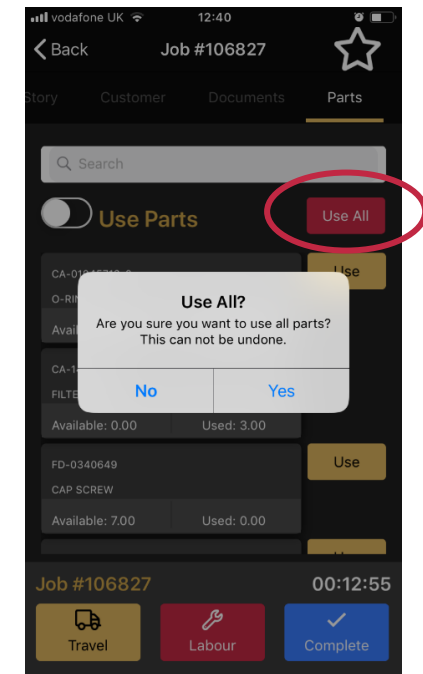 vodafone UK 12:40
Back Job #106827
Story Customer Documents Parts
Search
Use Parts Use All
Use
Use All?
Are you sure you want to use all parts?
This can not be undone.
No Yes
Available: 0.00 Used: 3.00
FD-0340649 Use
CAP SCREW
Available: 7.00 Used: 0.00
Job #106827 00:12:55
Travel Labour Complete